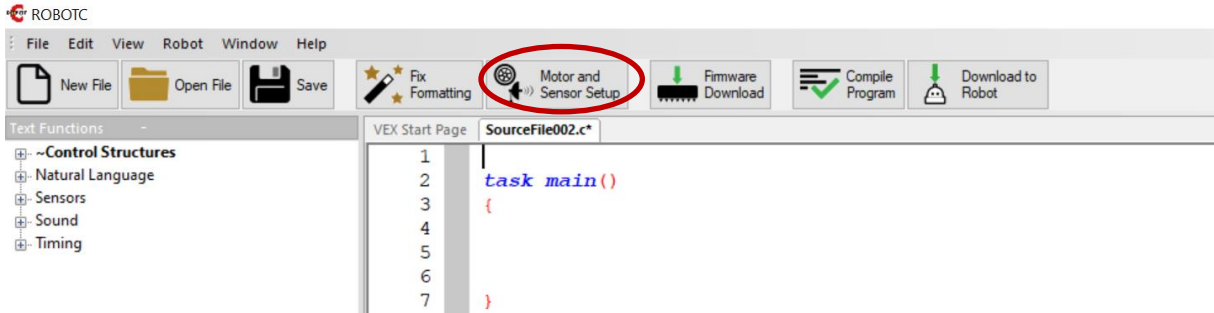 ROBOTC
File Edit View Robot Window Help
New File Open File Save Fix Formatting Motor and Sensor Setup Firmware Download Compile Program Download to Robot
Text Functions -
VEX Start Page SourceFile002.c*
~Control Structures
Natural Language
Sensors
Sound
Timing
1
2 task main()
3 {
4
5
6
7 }